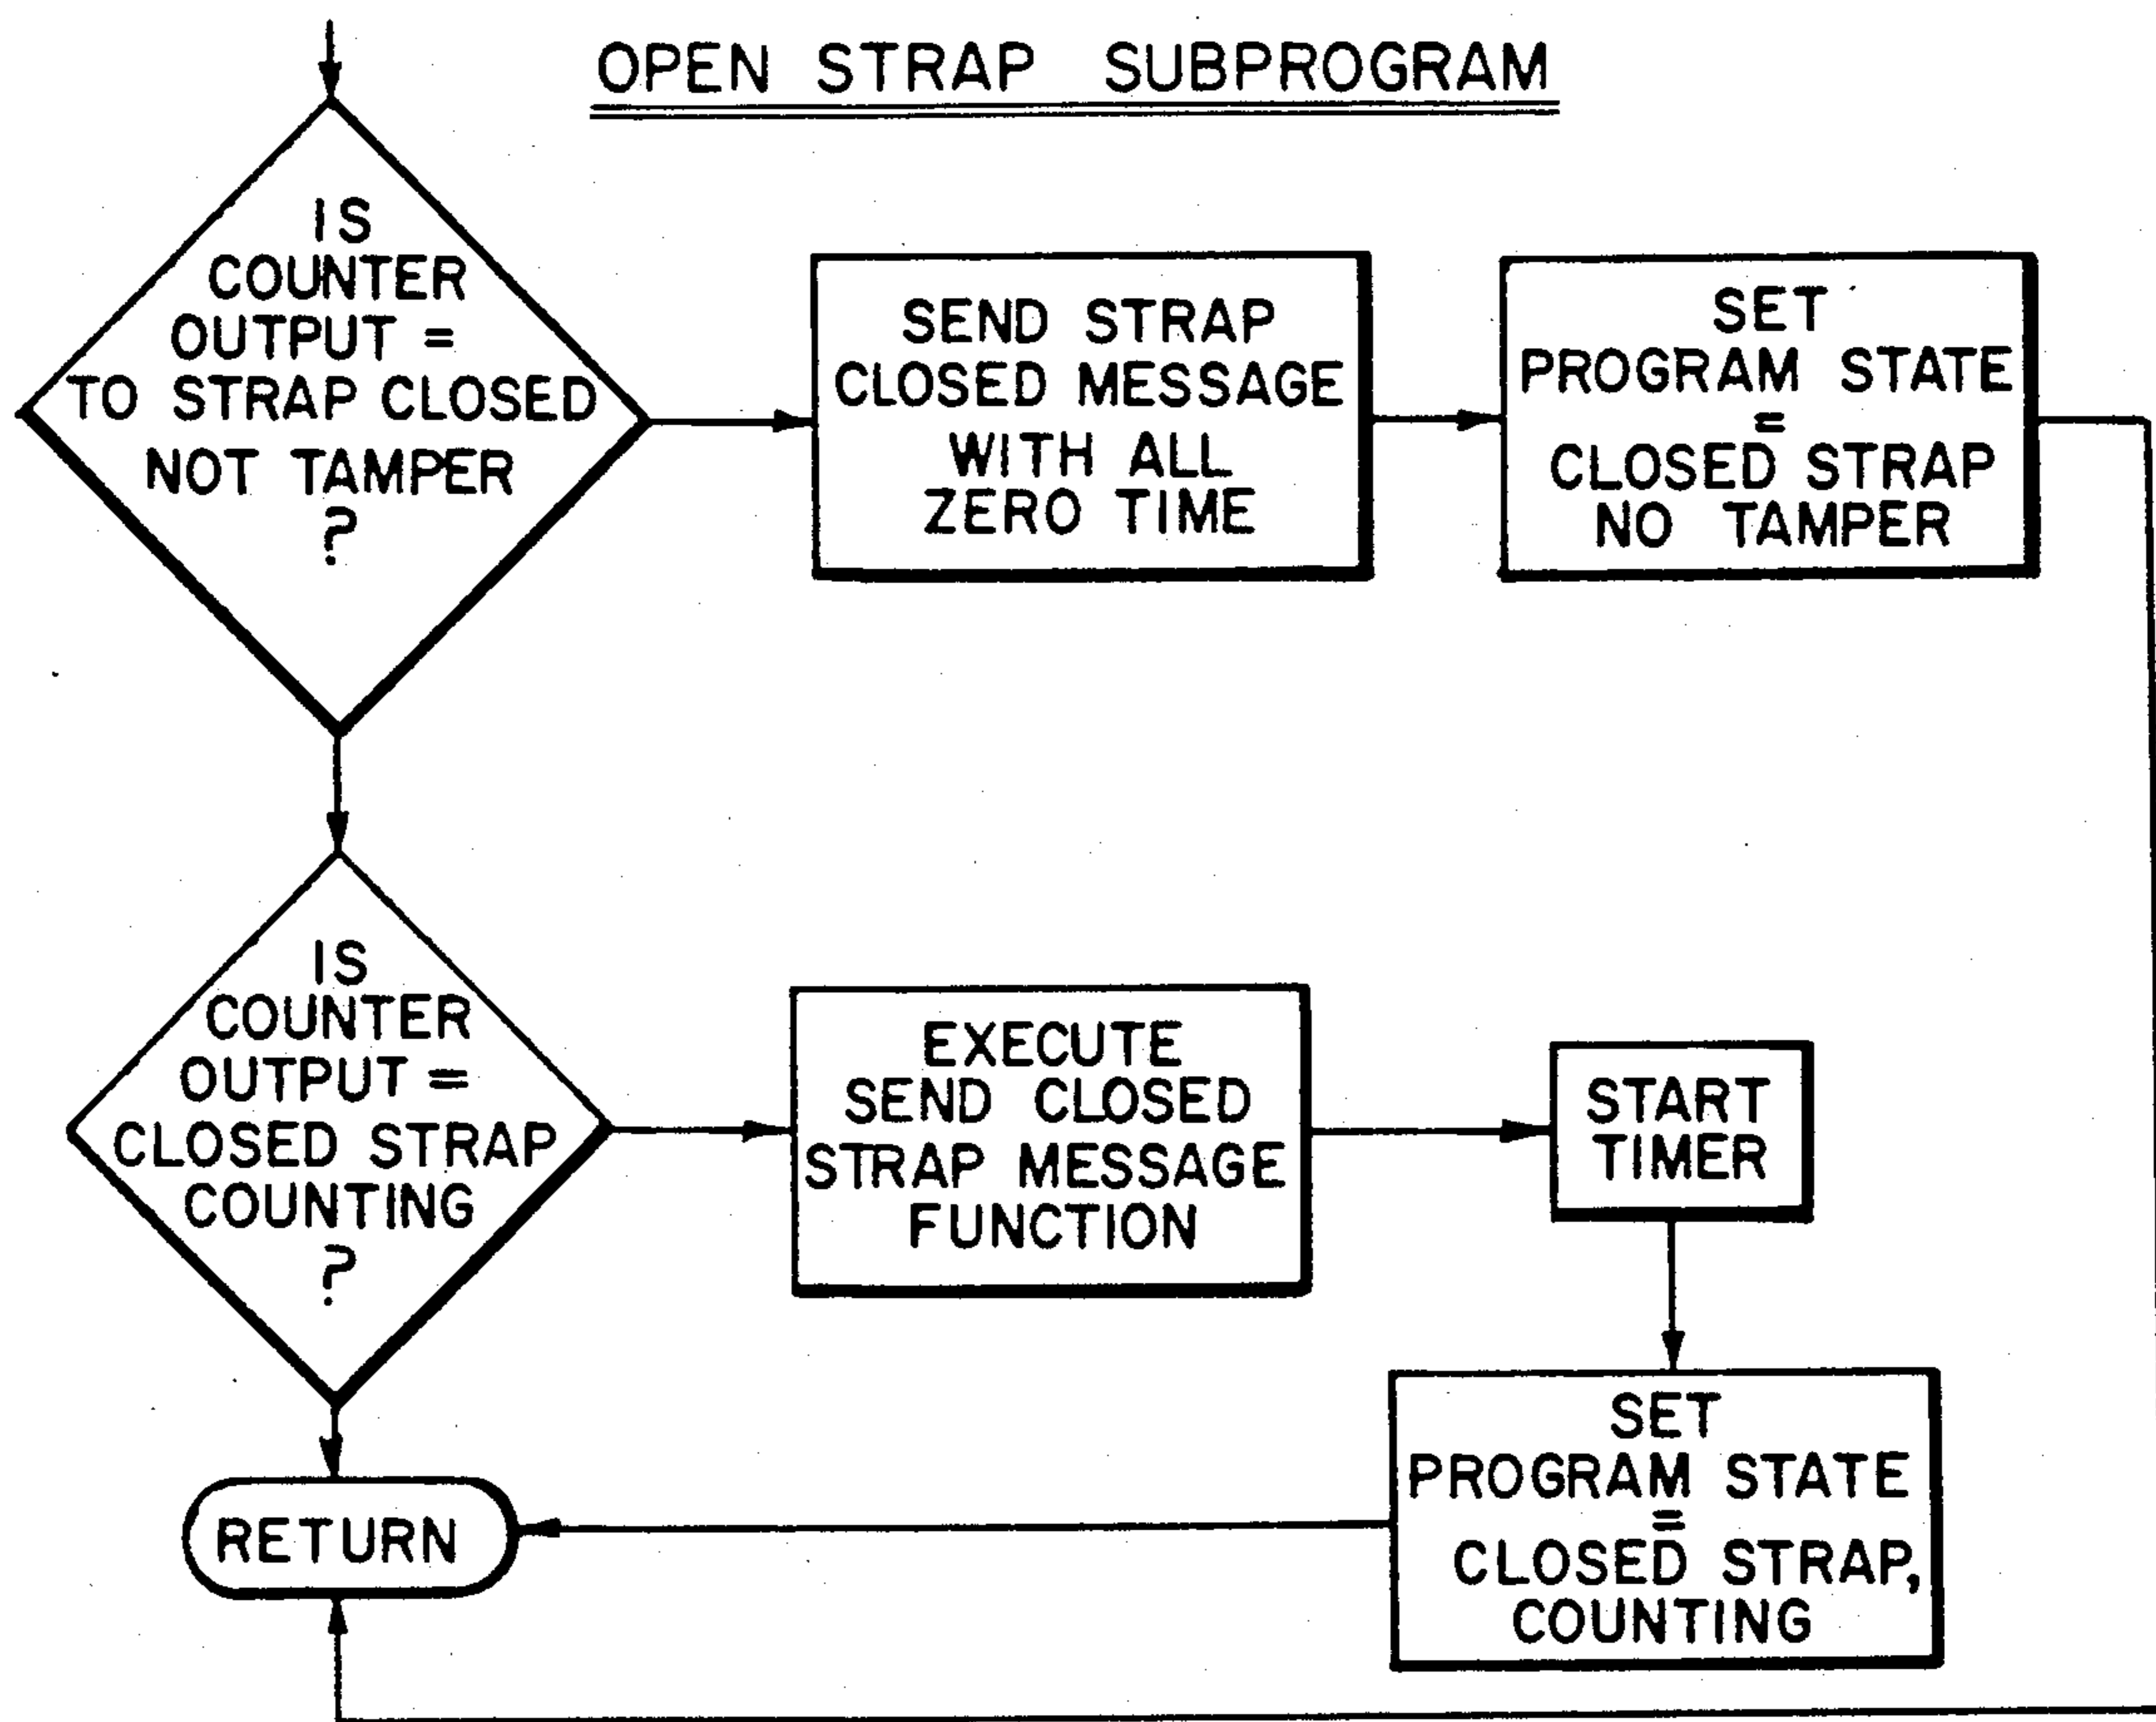 OPEN STRAP SUBPROGRAM
IS
COUNTER
OUTPUT =
TO STRAP CLOSED
NOT TAMPER
?
SEND STRAP
CLOSED MESSAGE
WITH ALL
ZERO TIME
SET
PROGRAM STATE
=
CLOSED STRAP
NO TAMPER
IS
COUNTER
OUTPUT =
CLOSED STRAP
COUNTING
?
EXECUTE
SEND CLOSED
STRAP MESSAGE
FUNCTION
START
TIMER
SET
PROGRAM STATE
=
CLOSED STRAP,
COUNTING
RETURN